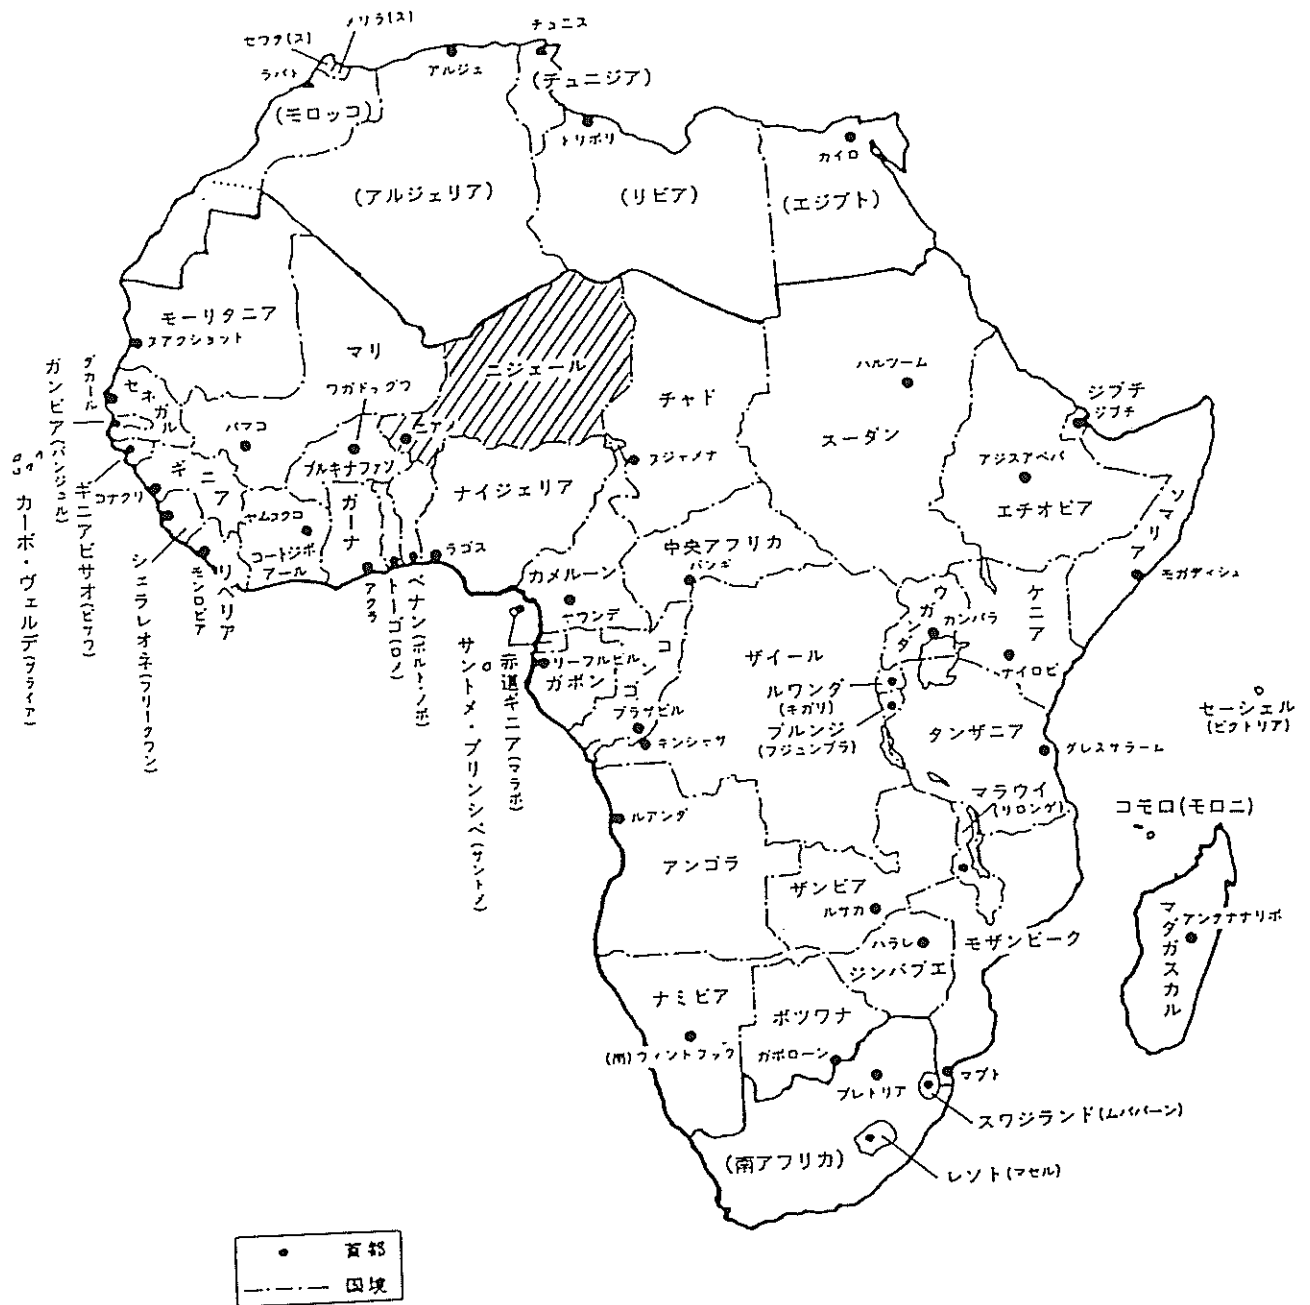 メリラ(ス)
セウタ(ス)
チュニス
ラバト
アルジェ
(チュニジア)
(モロッコ)
トリポリ
カイロ
(アルジェリア)
(リビア)
(エジプト)
モーリタニア
ヌアクショット
マリ
ニジェール
ハルツーム
ダカール
セネガル
ワガドゥグウ
チャド
ジブチ
ジブチ
ガンビア(バンジュル)
バマコ
ニアメ
スーダン
アジスアベバ
ブルキナファソ
ナイジェリア
ンジャメナ
エチオピア
ソマリア
ギニア
コナクリ
ガーナ
ヤムスクロ
コートジボアール
ラゴス
中央アフリカ
バンギ
カメルーン
ヤウンデ
モガディシュ
カーボ・ヴェルデ(プライア)
ギニアビサオ(ビサウ)
シェラレオネ(フリータウン)
モンロビア
リベリア
アクラ
トーゴ(ロメ)
ベナン(ポルト・ノボ)
サントメ・プリンシペ(サントメ)
赤道ギニア(マラボ)
ウガンダ
カンパラ
ケニア
ナイロビ
リーブルビル
ガボン
コンゴ
ザイール
ルワンダ
(キガリ)
ブルンジ
(ブジュンブラ)
ブラザビル
キンシャサ
タンザニア
ダレスサラーム
セーシェル
(ビクトリア)
マラウイ
(リロンゲ)
コモロ(モロニ)
ルアンダ
アンゴラ
ザンビア
ルサカ
ハラレ
モザンビーク
ジンバブエ
マダガスカル
アンタナナリボ
ナミビア
ボツワナ
(南)ウィントフック
ガボローン
プレトリア
マプト
スワジランド(ムババーン)
(南アフリカ)
レソト(マセル)
首都
国境